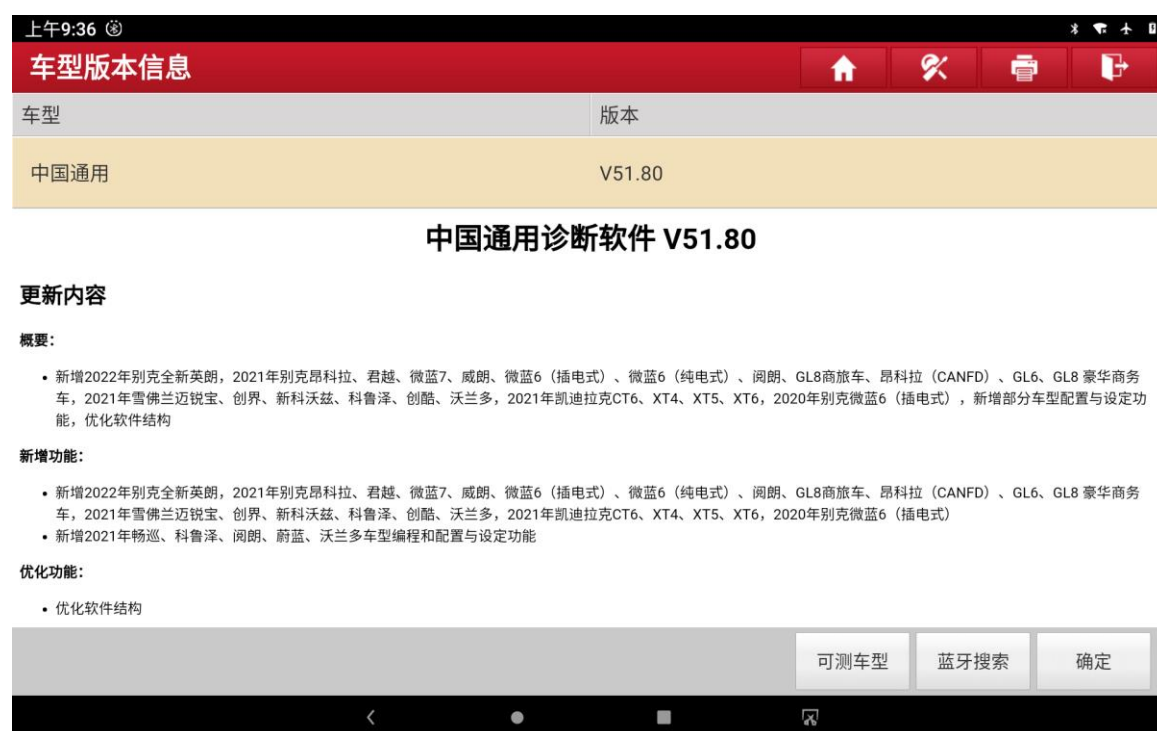 上午9:36
车型版本信息
车型 版本
中国通用 V51.80
中国通用诊断软件 V51.80
更新内容
概要：
• 新增2022年别克全新英朗，2021年别克昂科拉、君越、微蓝7、威朗、微蓝6（插电式）、微蓝6（纯电式）、阅朗、GL8商旅车、昂科拉（CANFD）、GL6、GL8 豪华商务
车，2021年雪佛兰迈锐宝、创界、新科沃兹、科鲁泽、创酷、沃兰多，2021年凯迪拉克CT6、XT4、XT5、XT6，2020年别克微蓝6（插电式），新增部分车型配置与设定功
能，优化软件结构
新增功能：
• 新增2022年别克全新英朗，2021年别克昂科拉、君越、微蓝7、威朗、微蓝6（插电式）、微蓝6（纯电式）、阅朗、GL8商旅车、昂科拉（CANFD）、GL6、GL8 豪华商务
车，2021年雪佛兰迈锐宝、创界、新科沃兹、科鲁泽、创酷、沃兰多，2021年凯迪拉克CT6、XT4、XT5、XT6，2020年别克微蓝6（插电式）
• 新增2021年畅巡、科鲁泽、阅朗、蔚蓝、沃兰多车型编程和配置与设定功能
优化功能：
• 优化软件结构
可测车型 蓝牙搜索 确定